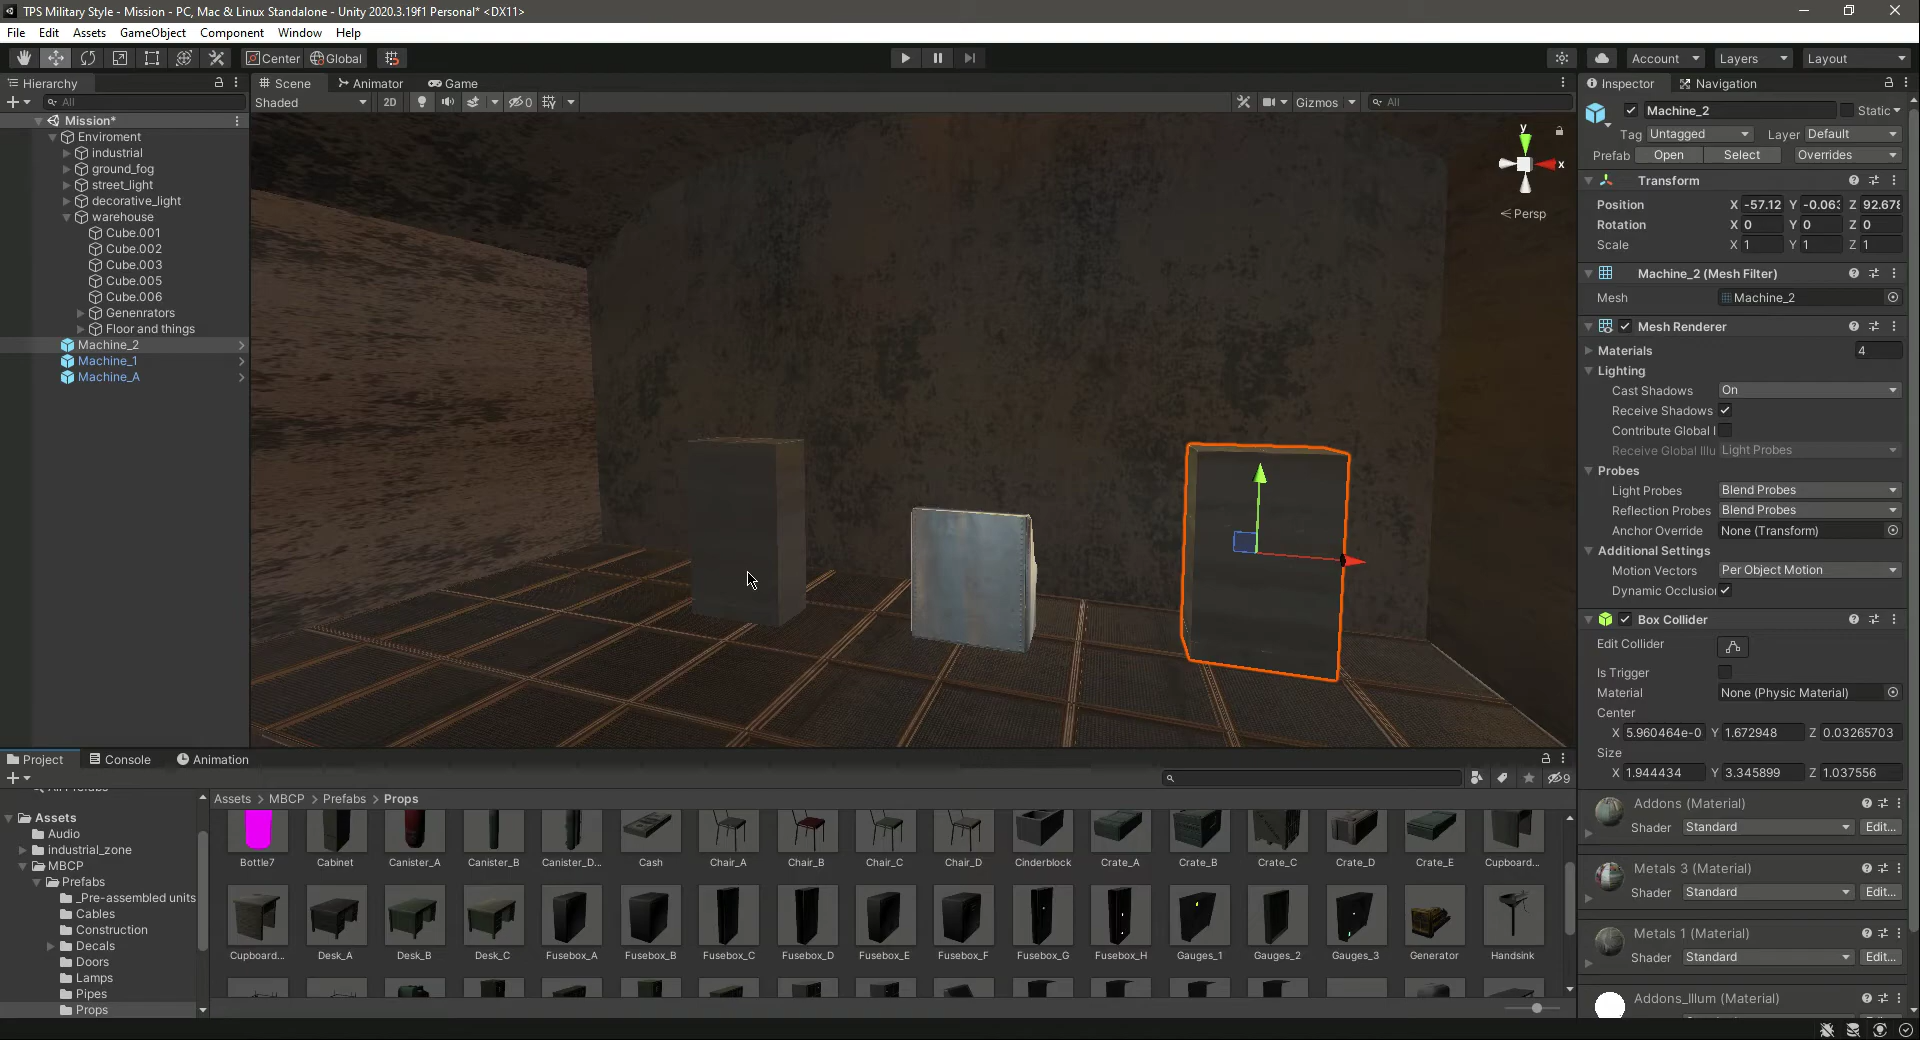 TPS Military Style - Mission - PC, Mac & Linux Standalone - Unity 2020.3.19f1 Personal* <DX11>
File Edit Assets GameObject Component Window Help
Center Global Account Layers Layout
Hierarchy Scene Animator Game Inspector Navigation
All Shaded 2D 0 Gizmos All
Machine_2 Static
Mission*
Enviroment
industrial
ground_fog
street_light
decorative_light
warehouse
Cube.001
Cube.002
Cube.003
Cube.005
Cube.006
Genenrators
Floor and things
Machine_2
Machine_1
Machine_A
y
x
Persp
Tag Untagged Layer Default
Prefab Open Select Overrides
Transform
Position X -57.12 Y -0.063 Z 92.678
Rotation X 0 Y 0 Z 0
Scale X 1 Y 1 Z 1
Machine_2 (Mesh Filter)
Mesh Machine_2
Mesh Renderer
Materials 4
Lighting
Cast Shadows On
Receive Shadows
Contribute Global I
Receive Global Illu Light Probes
Probes
Light Probes Blend Probes
Reflection Probes Blend Probes
Anchor Override None (Transform)
Additional Settings
Motion Vectors Per Object Motion
Dynamic Occlusio
Box Collider
Edit Collider
Is Trigger
Material None (Physic Material)
Center
X 5.960464e-0 Y 1.672948 Z 0.03265703
Size
X 1.944434 Y 3.345899 Z 1.037556
Addons (Material)
Shader Standard Edit...
Metals 3 (Material)
Shader Standard Edit...
Metals 1 (Material)
Shader Standard Edit...
Addons_Illum (Material)
Project Console Animation
9
Assets > MBCP > Prefabs > Props
Assets
Audio
industrial_zone
MBCP
Prefabs
_Pre-assembled units
Cables
Construction
Decals
Doors
Lamps
Pipes
Props
Bottle7 Cabinet Canister_A Canister_B Canister_D... Cash Chair_A Chair_B Chair_C Chair_D Cinderblock Crate_A Crate_B Crate_C Crate_D Crate_E Cupboard...
Cupboard... Desk_A Desk_B Desk_C Fusebox_A Fusebox_B Fusebox_C Fusebox_D Fusebox_E Fusebox_F Fusebox_G Fusebox_H Gauges_1 Gauges_2 Gauges_3 Generator Handsink